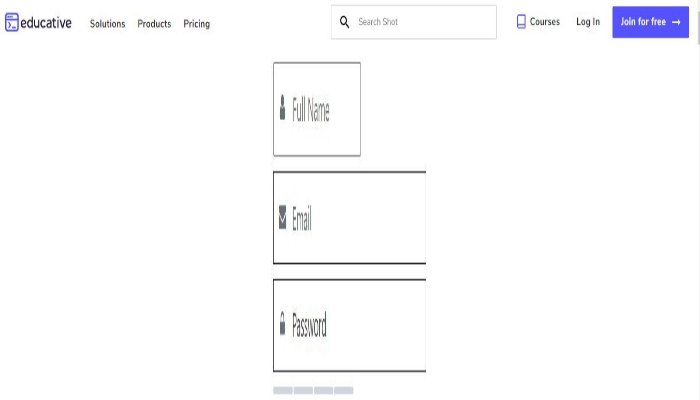 educative Solutions Products Pricing Search Shot Courses Log In Join for free →
Full Name
Email
Password